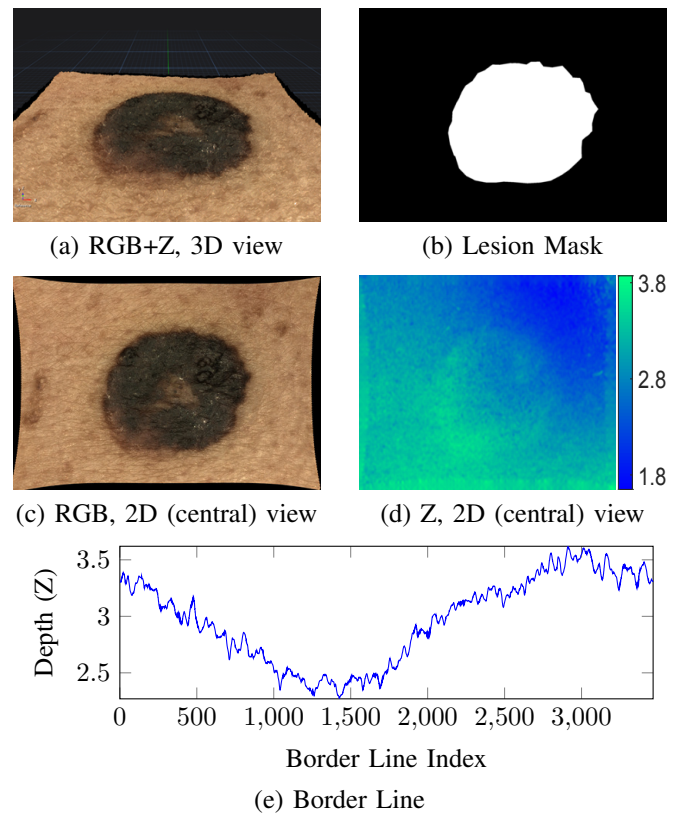 (a) RGB+Z, 3D view
(b) Lesion Mask
3.8
2.8
1.8
(c) RGB, 2D (central) view
(d) Z, 2D (central) view
Depth (Z)
3.5
3
2.5
0
500
1,000
1,500
2,000
2,500
3,000
Border Line Index
(e) Border Line